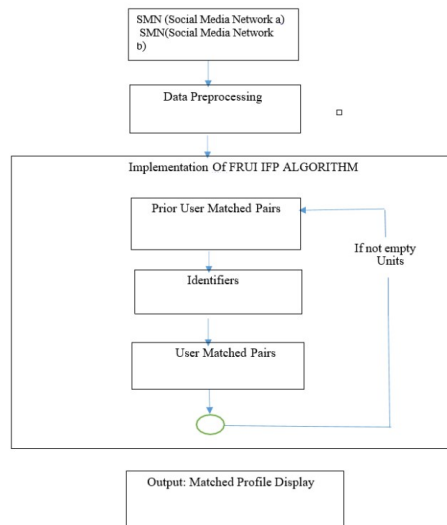 SMN (Social Media Network a)
SMN(Social Media Network
b)
Data Preprocessing
Implementation Of FRUI IFP ALGORITHM
Prior User Matched Pairs
If not empty
Units
Identifiers
User Matched Pairs
Output: Matched Profile Display